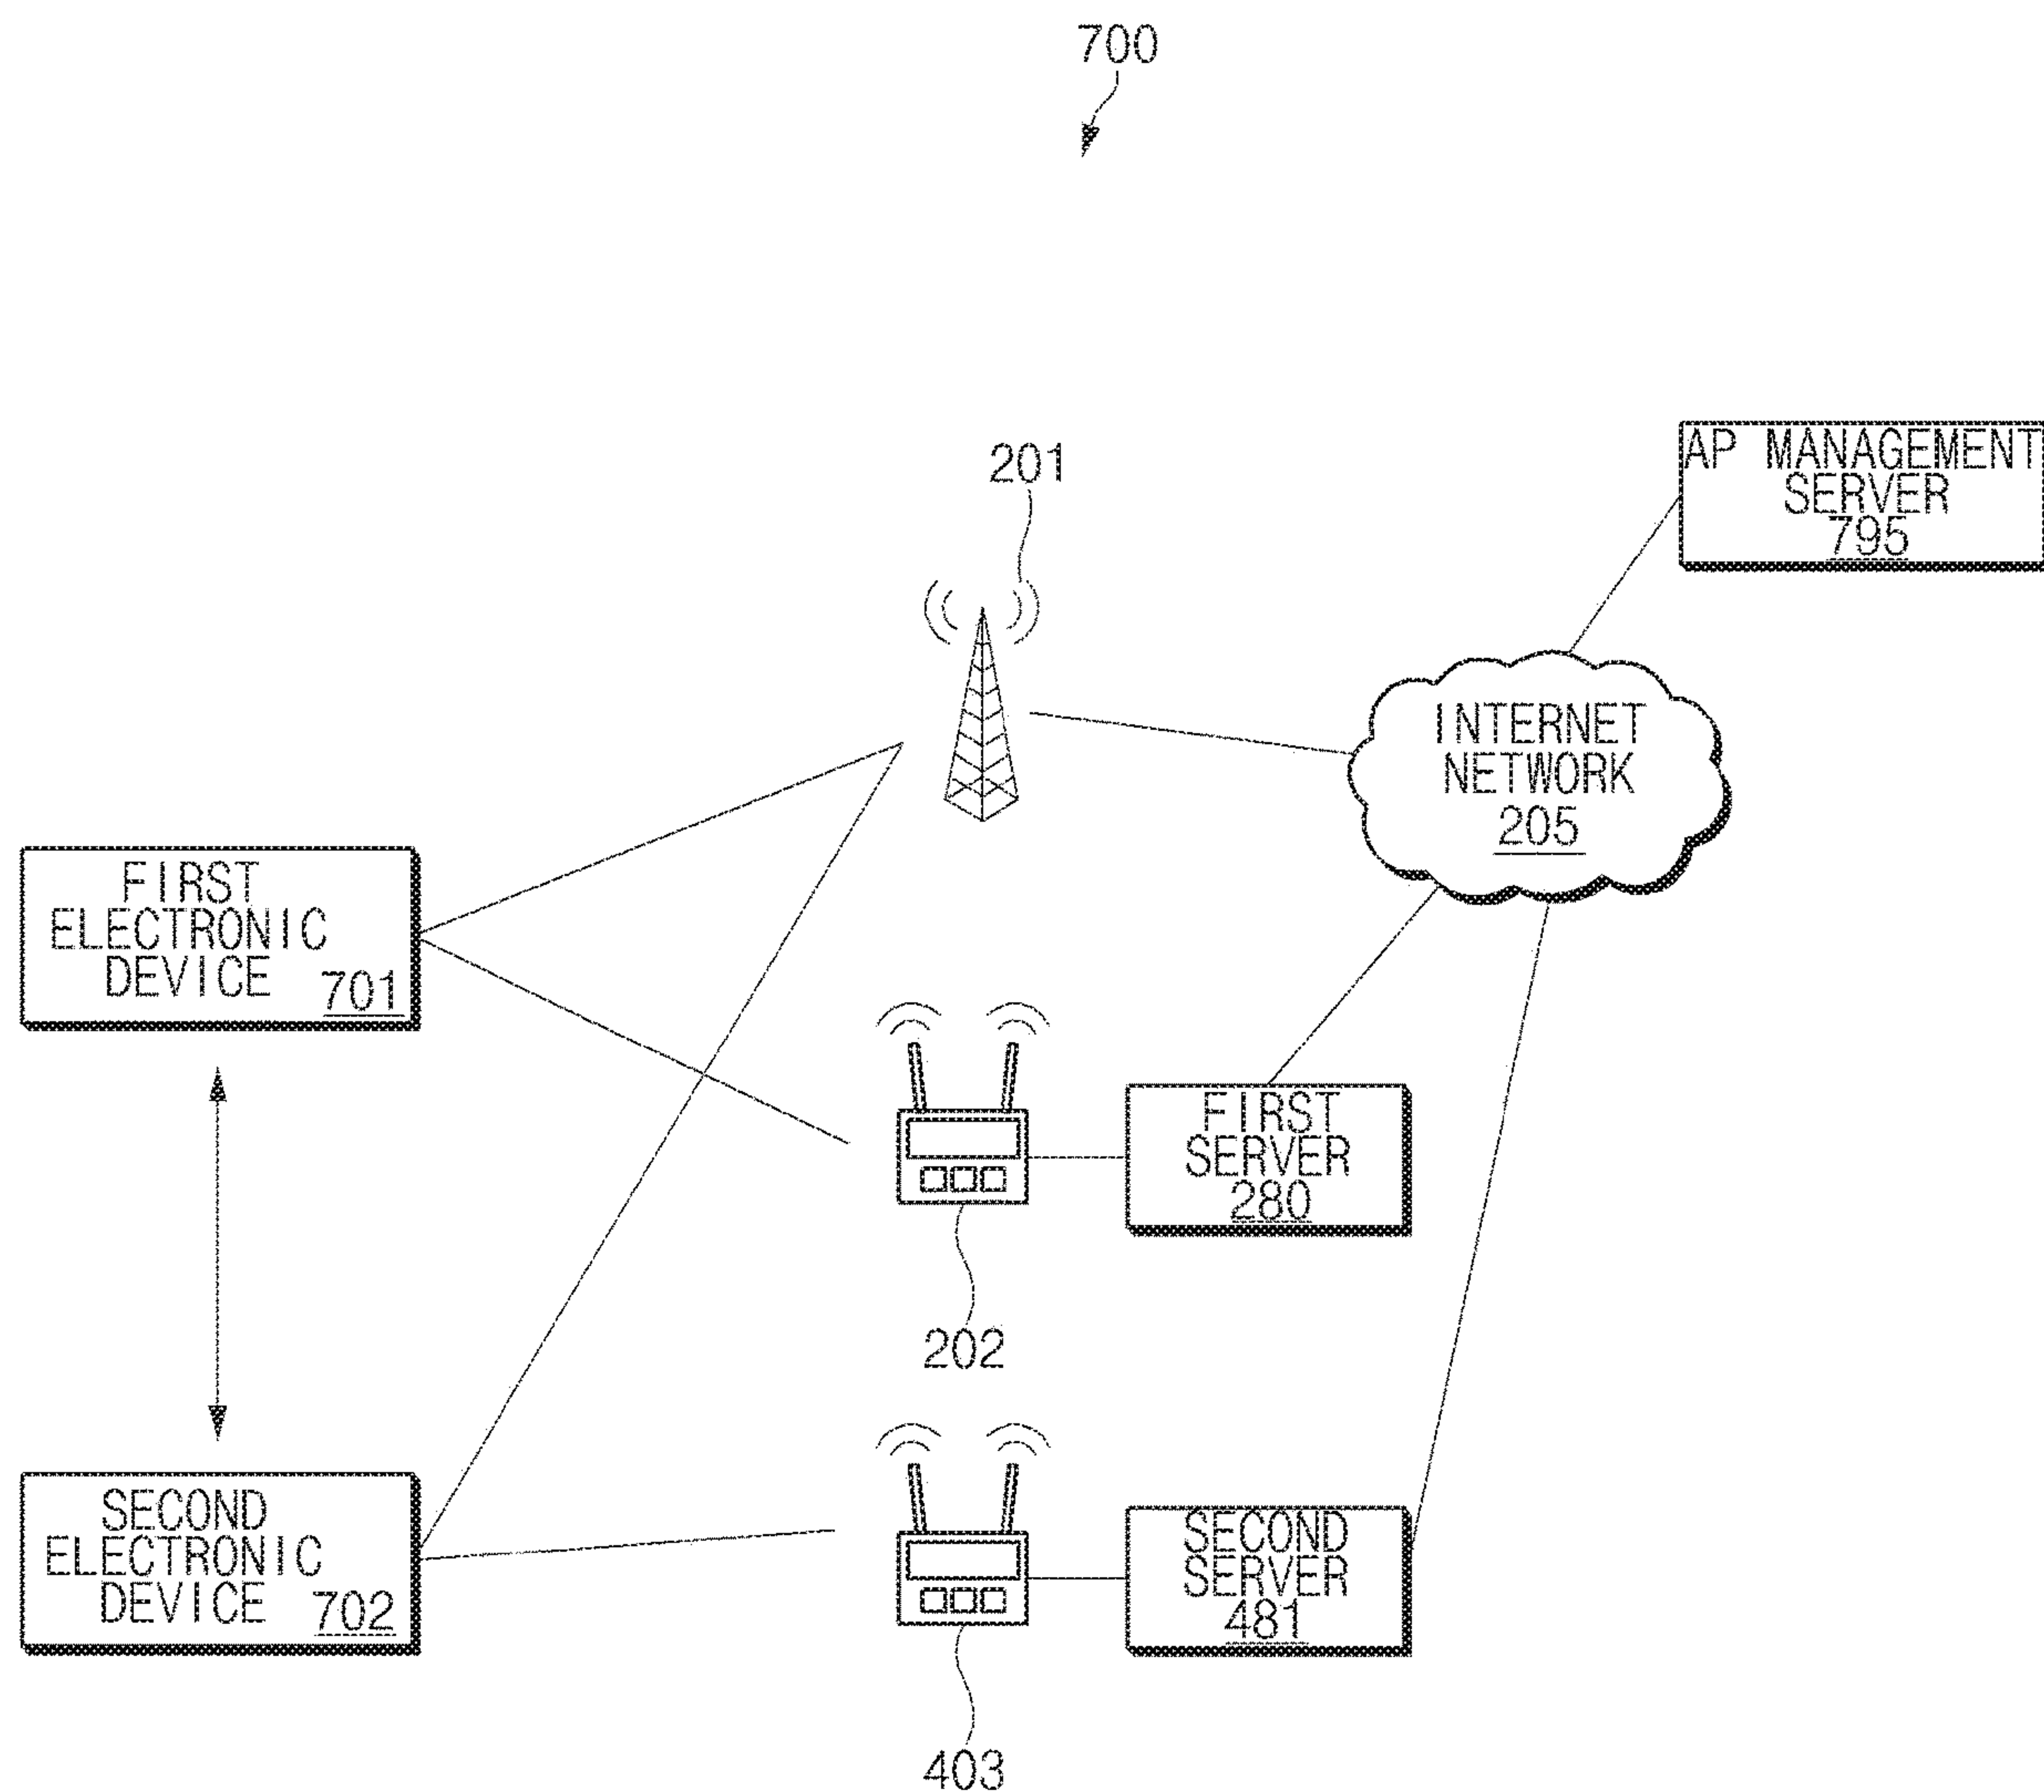 700
201
AP MANAGEMENT
SERVER
795
INTERNET
NETWORK
205
FIRST
ELECTRONIC
DEVICE 701
FIRST
SERVER
280
202
SECOND
ELECTRONIC
DEVICE 702
SECOND
SERVER
481
403